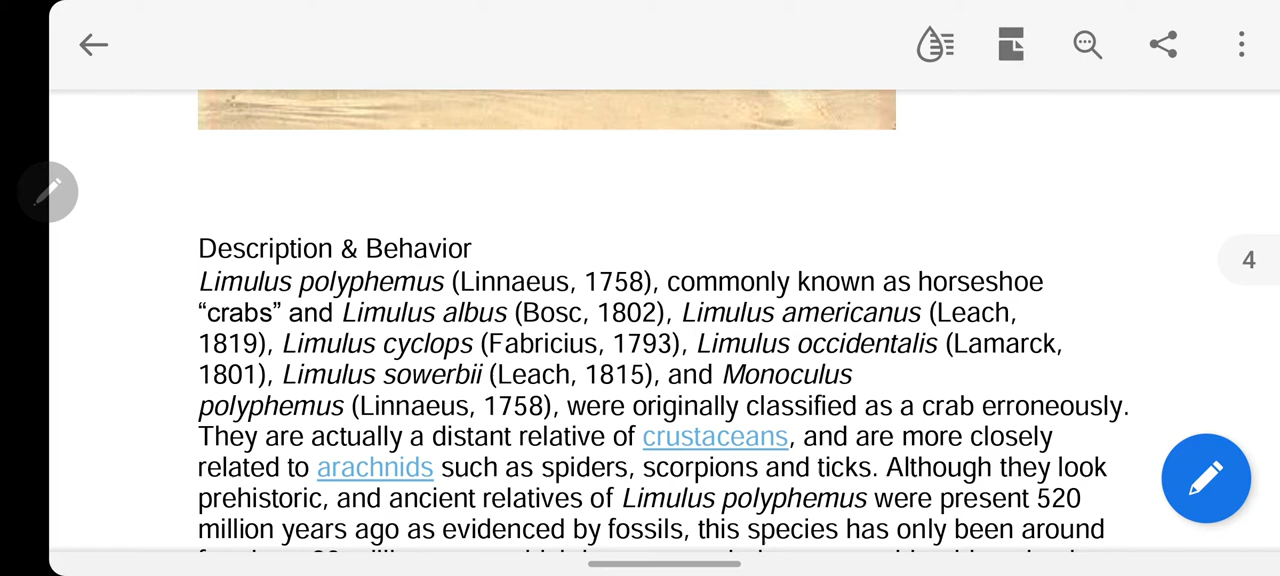 Description & Behavior
Limulus polyphemus (Linnaeus, 1758), commonly known as horseshoe
“crabs” and Limulus albus (Bosc, 1802), Limulus americanus (Leach,
1819), Limulus cyclops (Fabricius, 1793), Limulus occidentalis (Lamarck,
1801), Limulus sowerbii (Leach, 1815), and Monoculus
polyphemus (Linnaeus, 1758), were originally classified as a crab erroneously.
They are actually a distant relative of crustaceans, and are more closely
related to arachnids such as spiders, scorpions and ticks. Although they look
prehistoric, and ancient relatives of Limulus polyphemus were present 520
million years ago as evidenced by fossils, this species has only been around
4